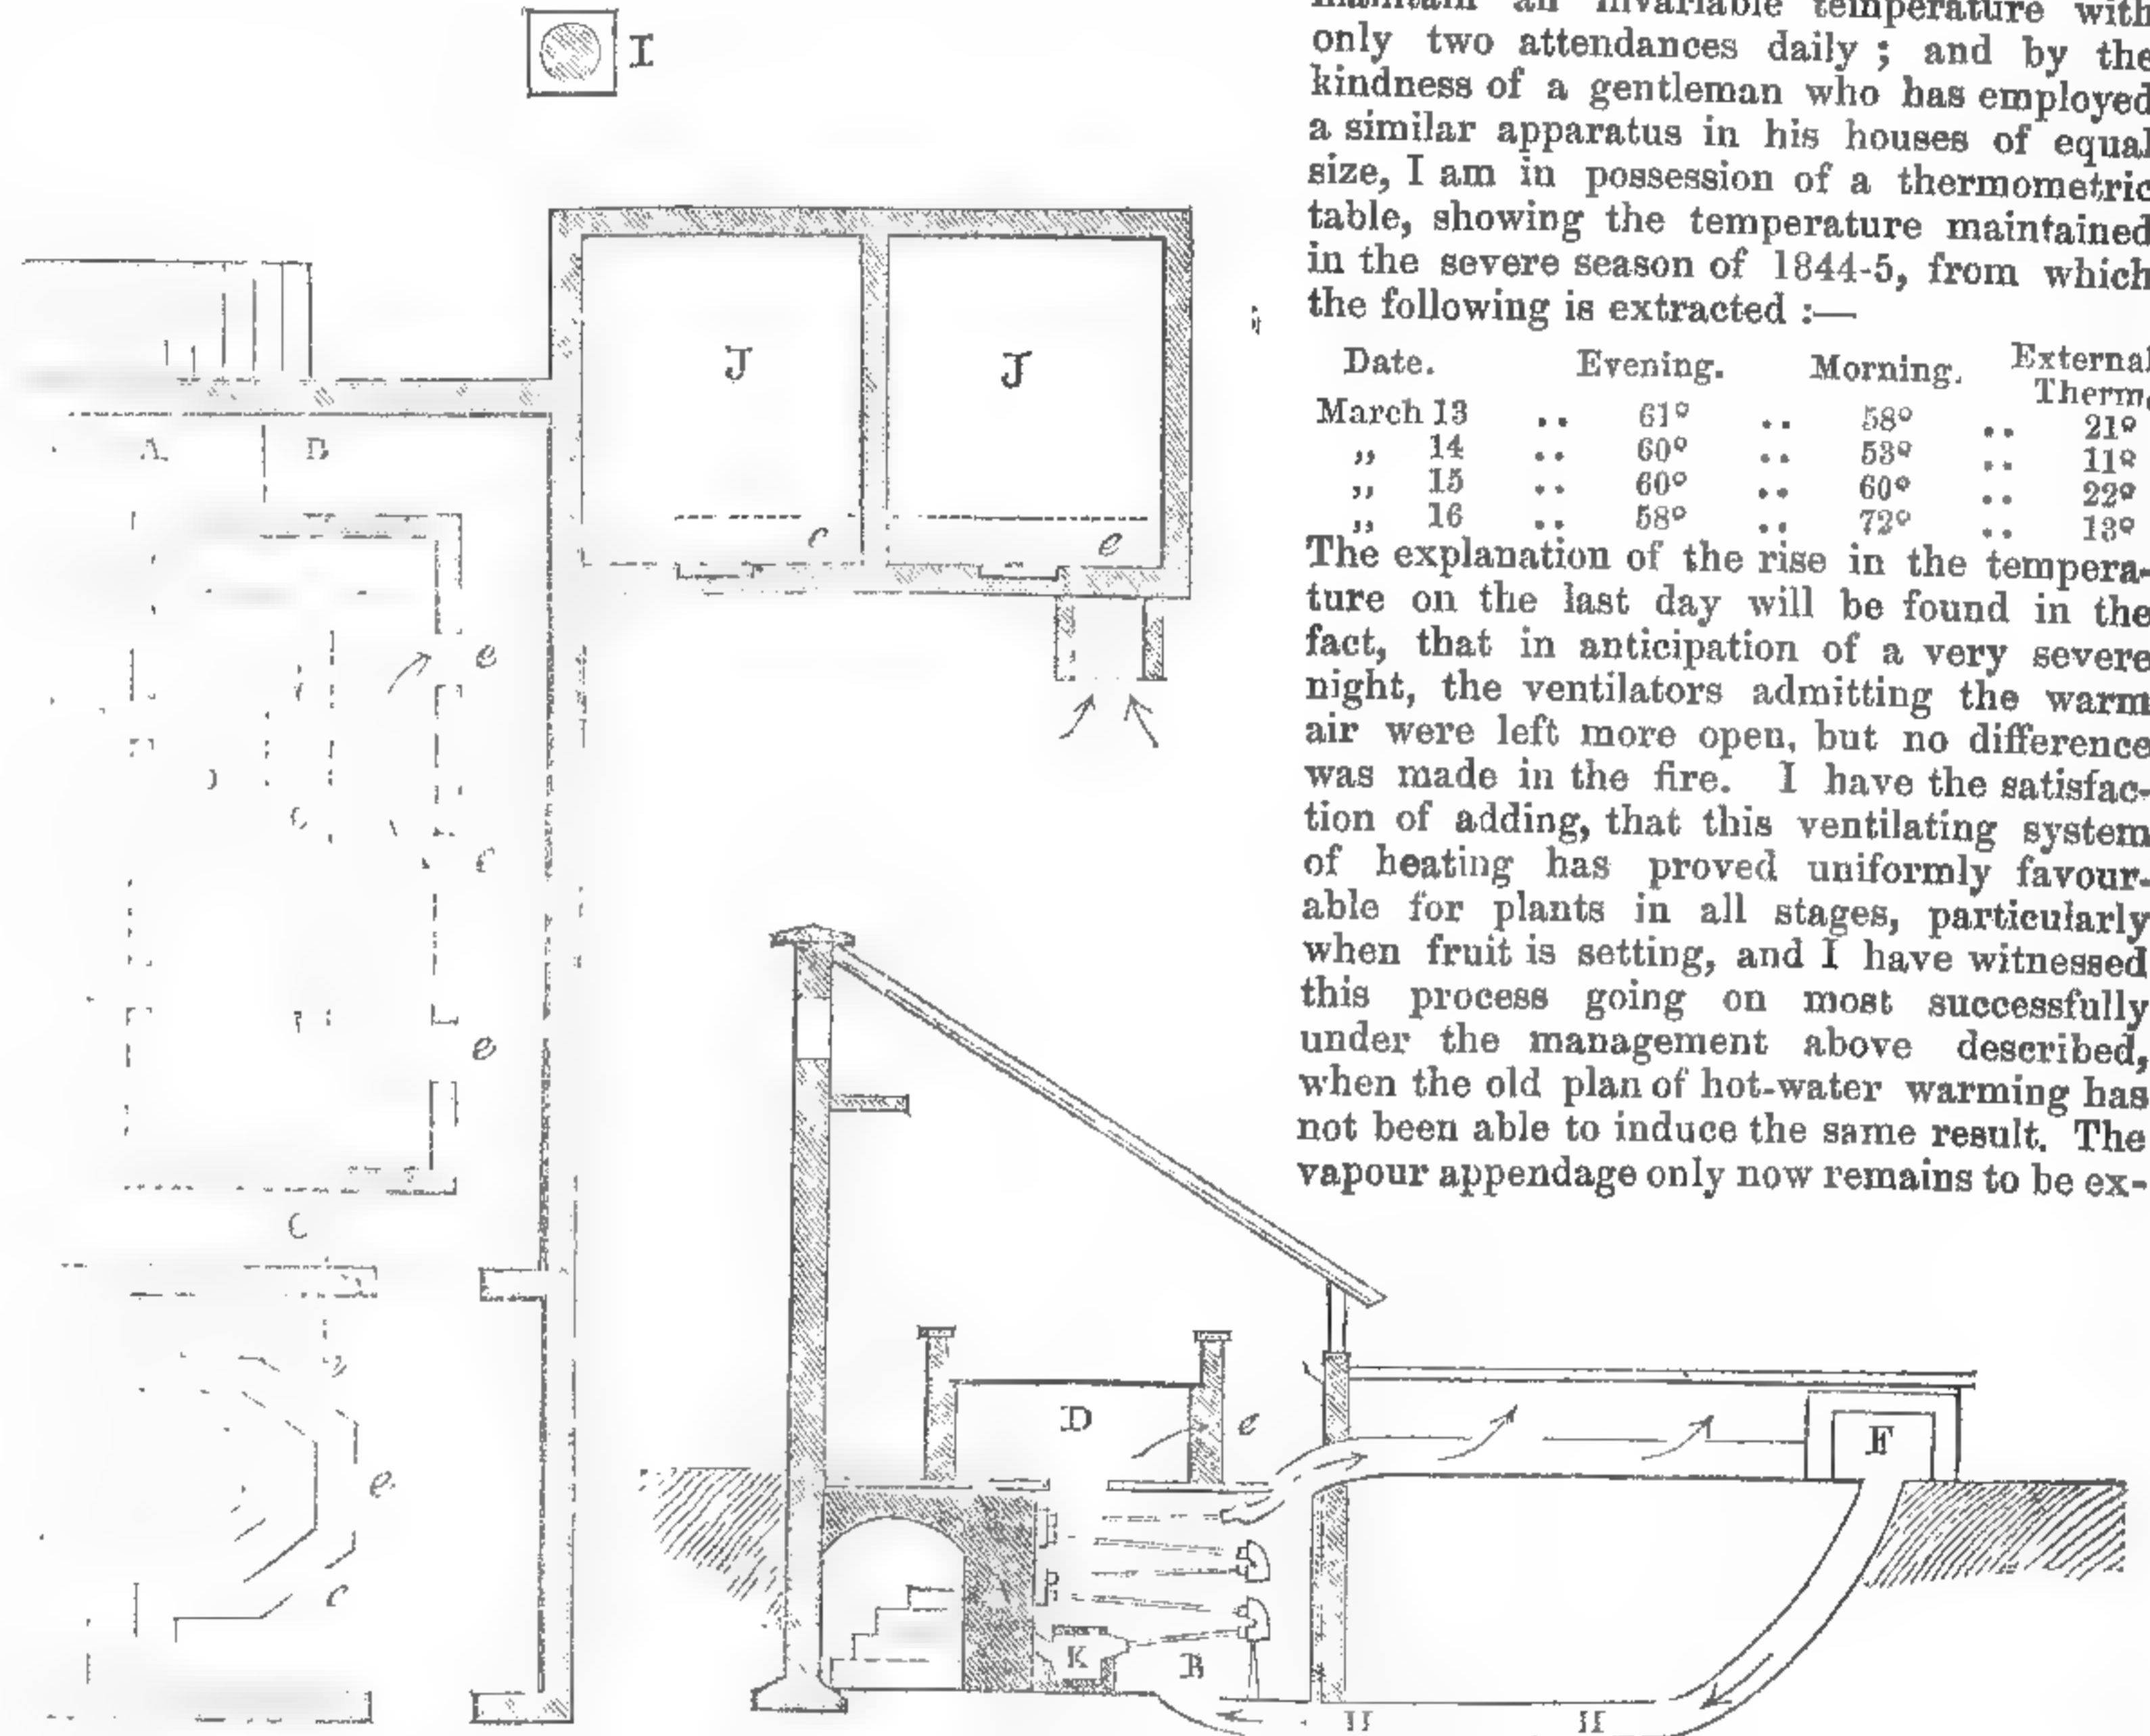 maintain an invariable temperature with
only two attendances daily ; and by the
kindness of a gentleman who has employed
a similar apparatus in his houses of equal
size, I am in possession of a thermometric
table, showing the temperature maintained
in the severe season of 1844-5, from which
the following is extracted :—
Date. Evening. Morning. External Therm.
March 13 .. 61° .. 58° .. 21°
„ 14 .. 60° .. 53° .. 11°
„ 15 .. 60° .. 60° .. 22°
„ 16 .. 58° .. 72° .. 13°
The explanation of the rise in the tempera-
ture on the last day will be found in the
fact, that in anticipation of a very severe
night, the ventilators admitting the warm
air were left more open, but no difference
was made in the fire. I have the satisfac-
tion of adding, that this ventilating system
of heating has proved uniformly favour-
able for plants in all stages, particularly
when fruit is setting, and I have witnessed
this process going on most successfully
under the management above described,
when the old plan of hot-water warming has
not been able to induce the same result. The
vapour appendage only now remains to be ex-
I
J J
e e
A B
e
e
e
C
e
e
D e F
A
K B
H H